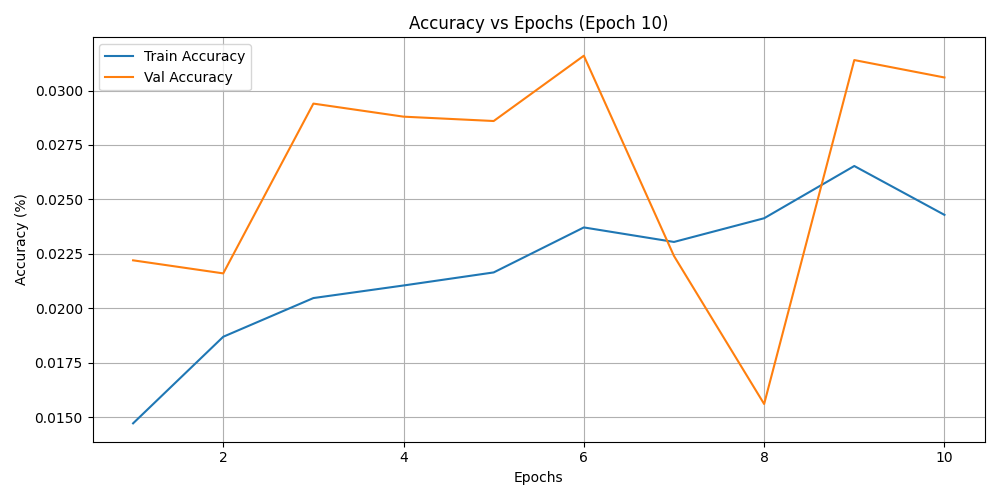 Accuracy vs Epochs (Epoch 10)
Train Accuracy
Val Accuracy
0.0300
0.0275
0.0250
0.0225
0.0200
0.0175
0.0150
Accuracy (%)
2 4 6 8 10
Epochs